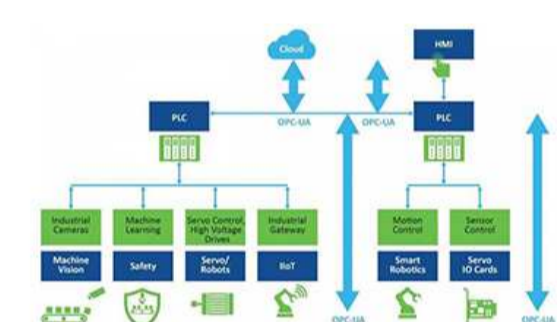 Cloud
HMI
PLC
OPC-UA
OPC-UA
PLC
Industrial
Cameras
Machine
Learning
Servo Control,
High Voltage
Drives
Industrial
Gateway
Motion
Control
Sensor
Control
Machine
Vision
Safety
Servo/
Robots
IIoT
Smart
Robotics
Servo
IO Cards
OPC-UA
OPC-UA